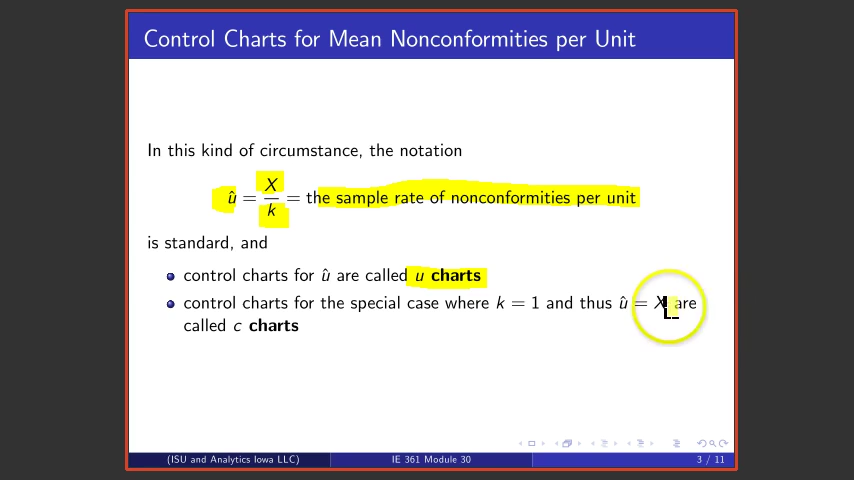 Control Charts for Mean Nonconformities per Unit
In this kind of circumstance, the notation
û = X/k = the sample rate of nonconformities per unit
is standard, and
control charts for û are called u charts
control charts for the special case where k = 1 and thus û = X are
called c charts
(ISU and Analytics Iowa LLC) IE 361 Module 30 3 / 11